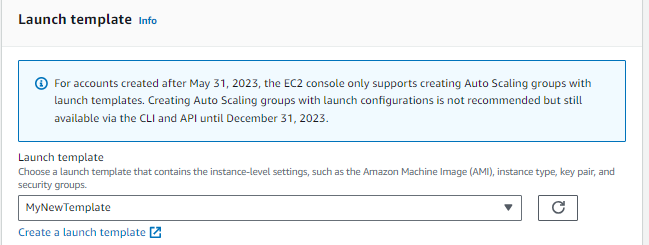 Launch template Info
For accounts created after May 31, 2023, the EC2 console only supports creating Auto Scaling groups with
launch templates. Creating Auto Scaling groups with launch configurations is not recommended but still
available via the CLI and API until December 31, 2023.
Launch template
Choose a launch template that contains the instance-level settings, such as the Amazon Machine Image (AMI), instance type, key pair, and
security groups.
MyNewTemplate
Create a launch template